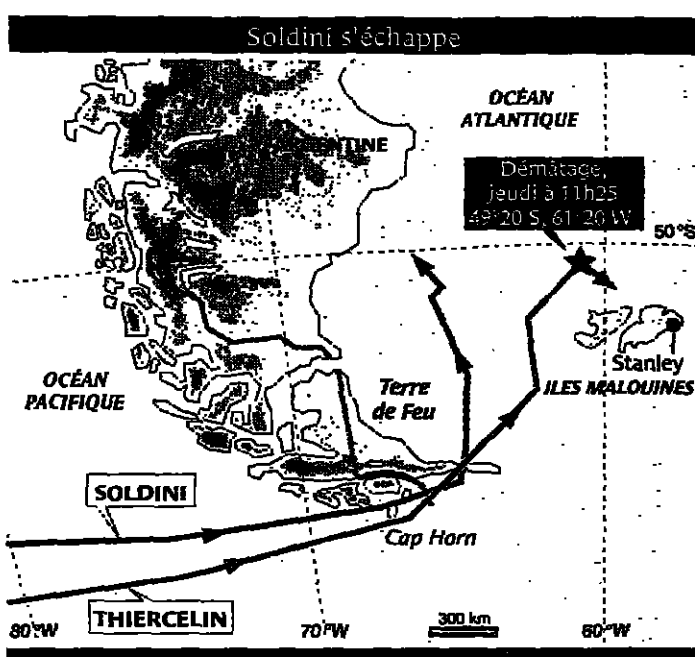 Soldini s'échappe
OCÉAN
ATLANTIQUE
Démâtage,
jeudi à 11h25
49°20 S, 61°20 W
50°S
Stanley
ILES MALOUINES
OCÉAN
PACIFIQUE
Terre
de Feu
SOLDINI
Cap Horn
THIERCELIN
80°W
70°W
300 km
60°W